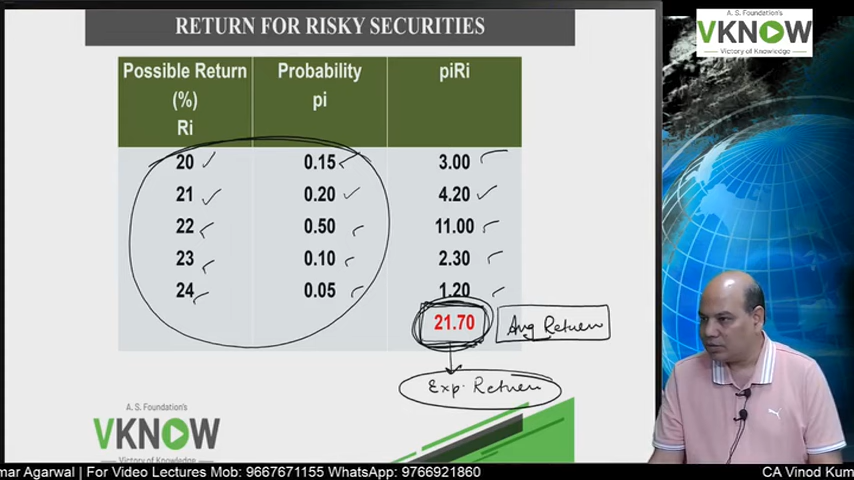 RETURN FOR RISKY SECURITIES
A. S. Foundation's
VKNOW
Victory of Knowledge
Possible Return (%) Ri
Probability pi
piRi
20 0.15 3.00
21 0.20 4.20
22 0.50 11.00
23 0.10 2.30
24 0.05 1.20
21.70 Avg Return
Exp. Return
A. S. Foundation's
VKNOW
Victory of Knowledge
mar Agarwal | For Video Lectures Mob: 9667671155 WhatsApp: 9766921860 CA Vinod Kum